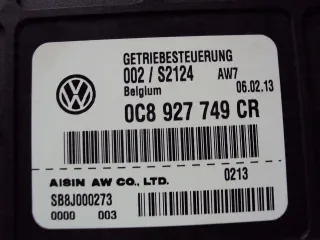 GETRIEBESTEUERUNG
002 / S2124 AW7
Belgium 06.02.13
0C8 927 749 CR
AISIN AW CO., LTD. 0213
SB8J000273
0000 003